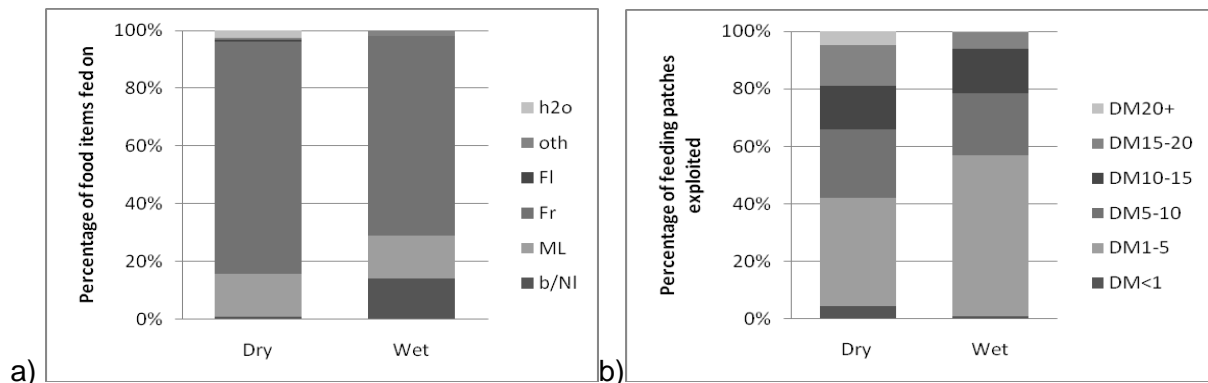 a)
Percentage of food items fed on
100%
80%
60%
40%
20%
0%
Dry
Wet
h2o
oth
Fl
Fr
ML
b/Nl
b)
Percentage of feeding patches
exploited
100%
80%
60%
40%
20%
0%
Dry
Wet
DM20+
DM15-20
DM10-15
DM5-10
DM1-5
DM<1